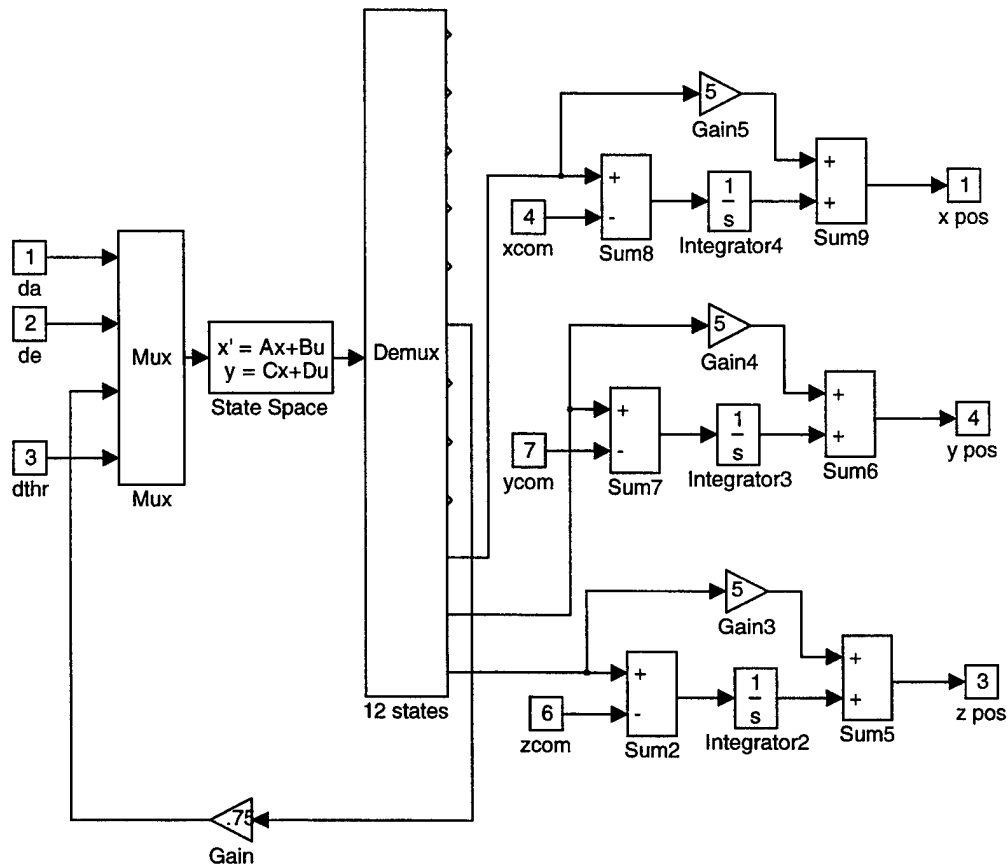 5
Gain5
+
+
+
1
1
s
x pos
4
-
+
xcom
Sum8
Integrator4
Sum9
1
da
2
de
Mux
x' = Ax+Bu
y = Cx+Du
State Space
Demux
3
dthr
Mux
5
Gain4
+
+
+
4
y pos
7
-
1
s
+
ycom
Sum7
Integrator3
Sum6
5
Gain3
+
+
+
3
z pos
6
-
1
s
+
zcom
Sum2
Integrator2
Sum5
12 states
.75
Gain